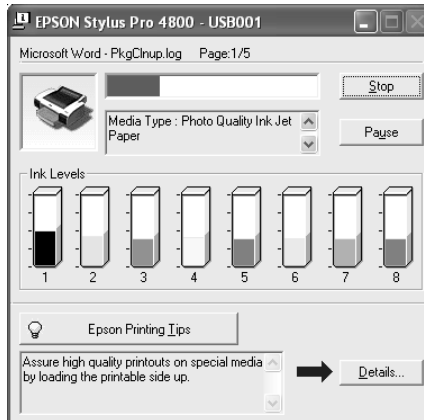 EPSON Stylus Pro 4800 - USB001
Microsoft Word - PkgClnup.log Page:1/5
Stop
Media Type : Photo Quality Ink Jet
Paper
Pause
Ink Levels
1 2 3 4 5 6 7 8
Epson Printing Tips
Assure high quality printouts on special media
by loading the printable side up.
Details...